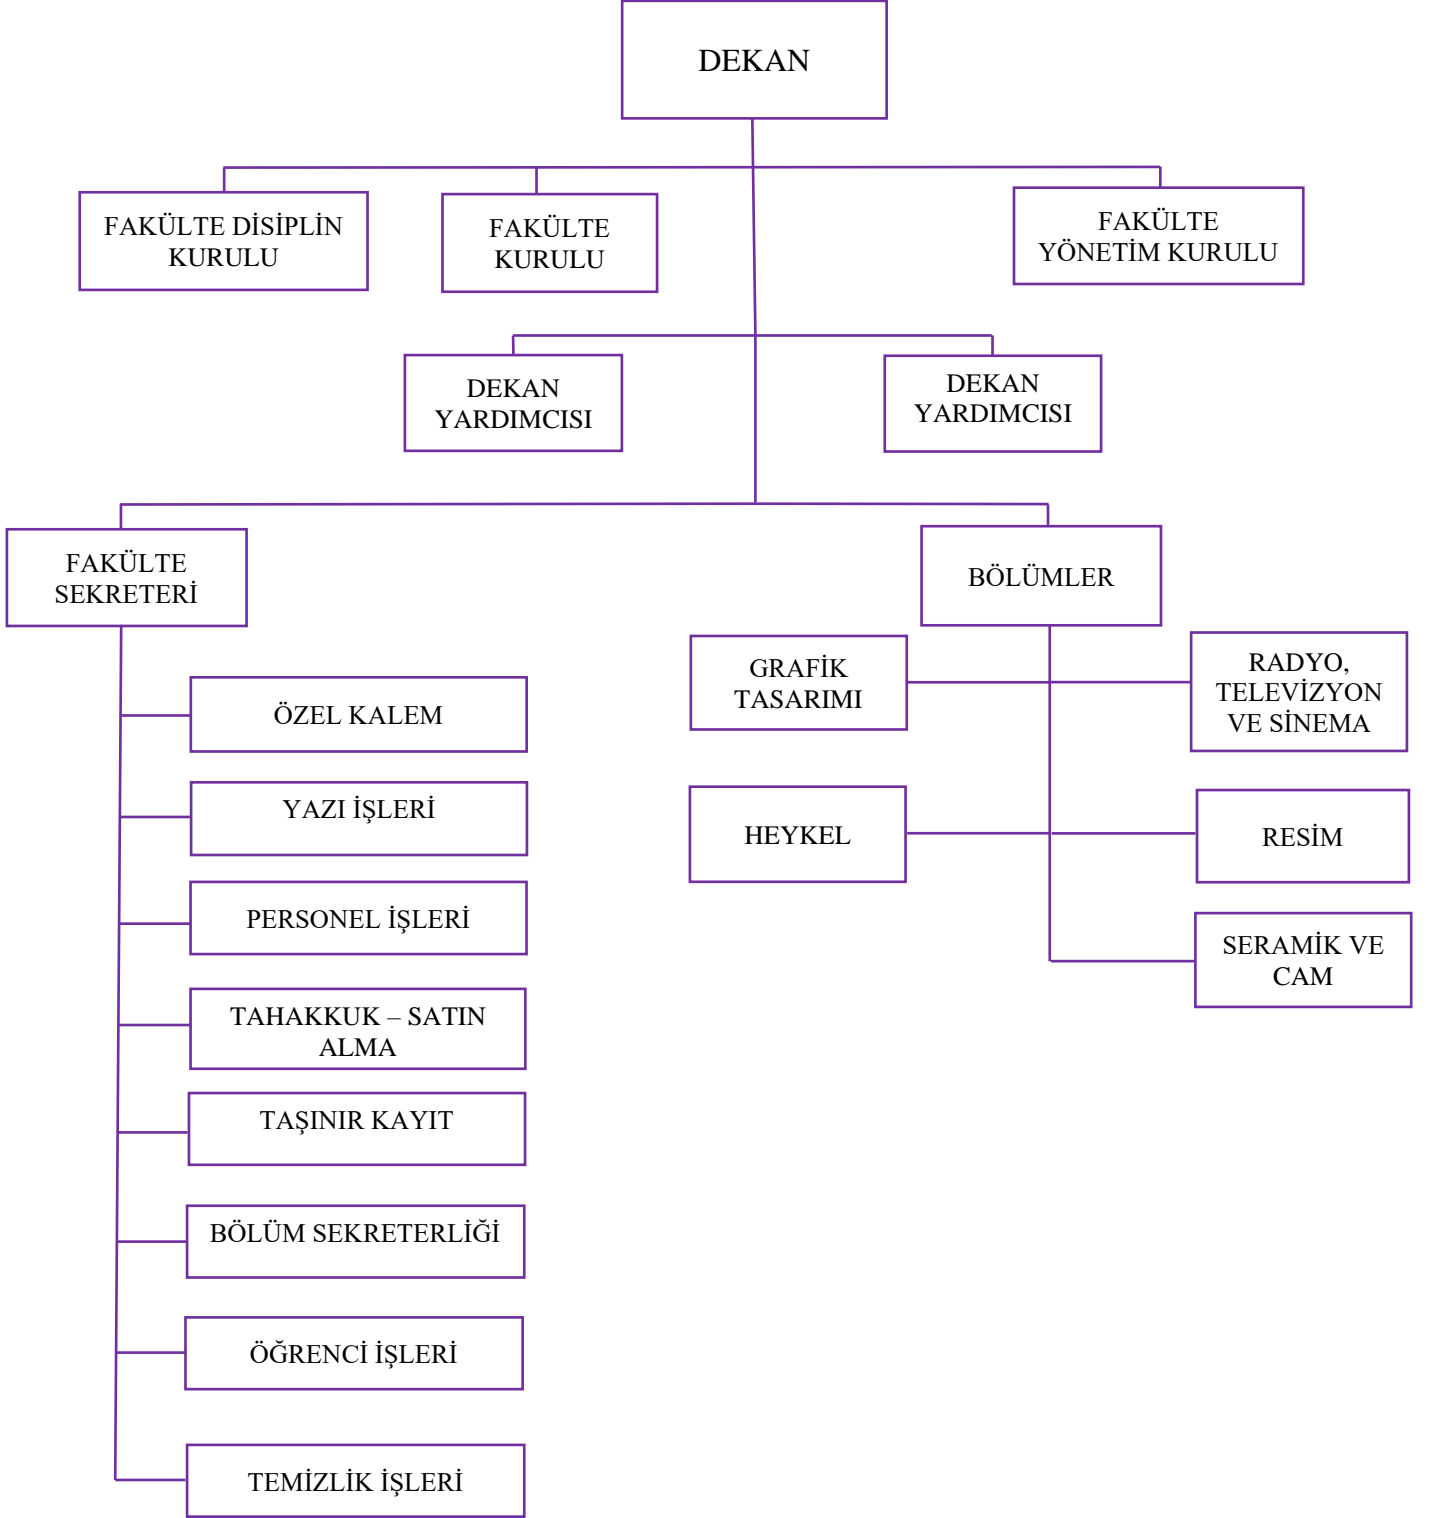 DEKAN
FAKÜLTE DİSİPLİN
KURULU
FAKÜLTE
KURULU
FAKÜLTE
YÖNETİM KURULU
DEKAN
YARDIMCISI
DEKAN
YARDIMCISI
FAKÜLTE
SEKRETERİ
BÖLÜMLER
ÖZEL KALEM
YAZI İŞLERİ
PERSONEL İŞLERİ
TAHAKKUK – SATIN
ALMA
TAŞINIR KAYIT
BÖLÜM SEKRETERLİĞİ
ÖĞRENCİ İŞLERİ
TEMİZLİK İŞLERİ
GRAFİK
TASARIMI
RADYO,
TELEVİZYON
VE SİNEMA
HEYKEL
RESİM
SERAMİK VE
CAM